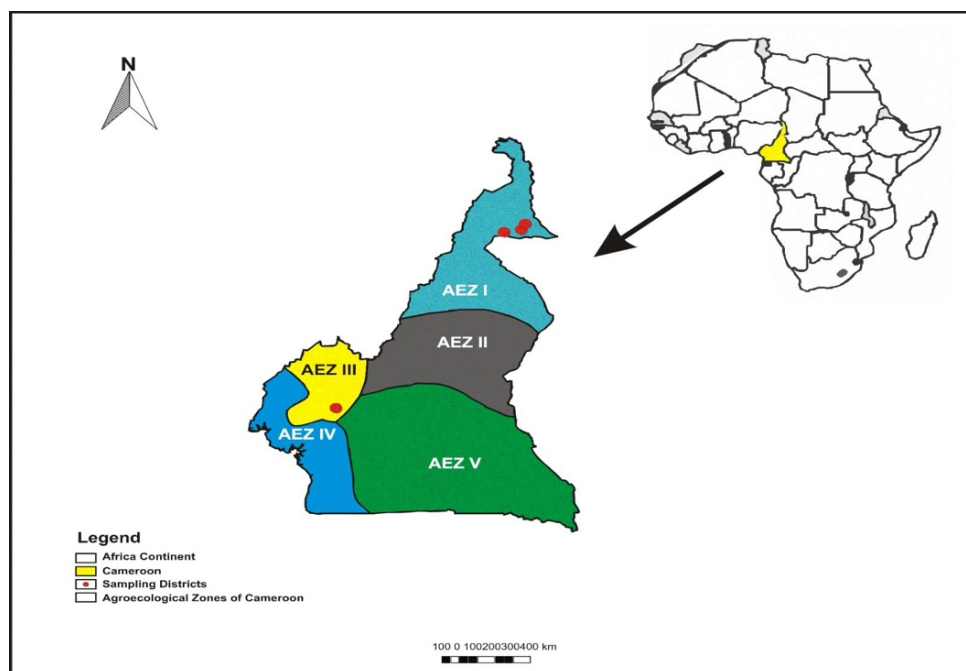 N
AEZ I
AEZ II
AEZ III
AEZ IV
AEZ V
Legend
Africa Continent
Cameroon
Sampling Districts
Agroecological Zones of Cameroon
100 0 100200300400 km